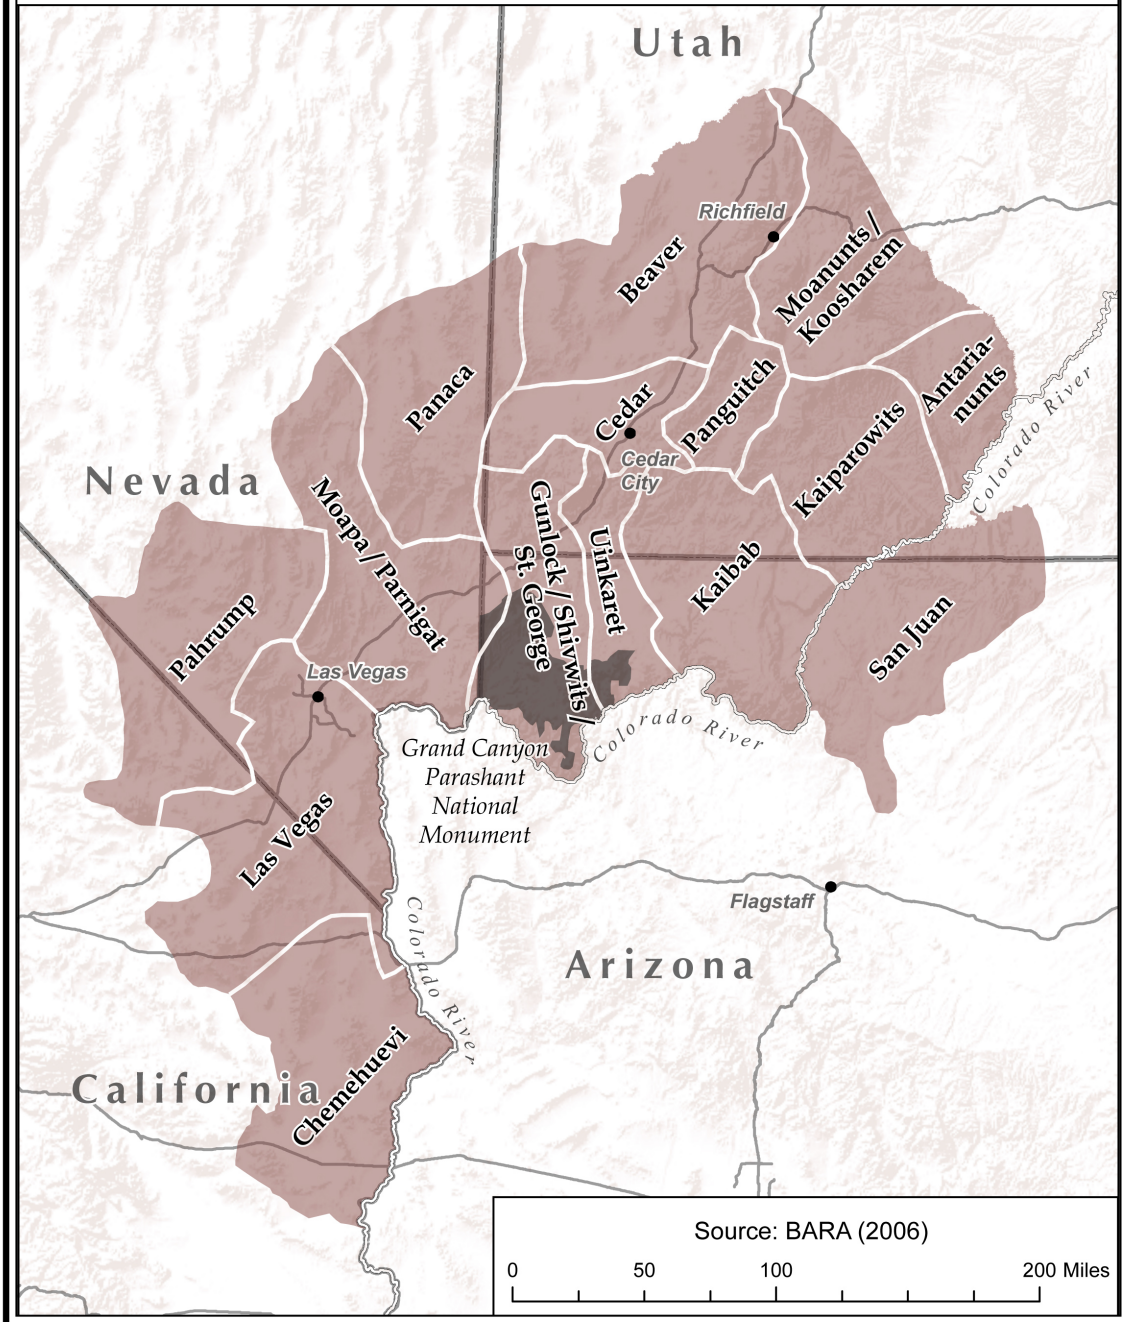 Utah
Richfield
Beaver
Moanunts /
Koosharem
Antaria-
nunts
Panaca
Cedar
Panguitch
Kaiparowits
Colorado River
Cedar
City
Nevada
Moapa / Parnigat
Gunlock / Shivwits /
St. George
Uinkaret
Kaibab
San Juan
Pahrump
Las Vegas
Colorado River
Grand Canyon
Parashant
National
Monument
Las Vegas
Flagstaff
Colorado River
Arizona
California
Chemehuevi
Source: BARA (2006)
0 50 100 200 Miles